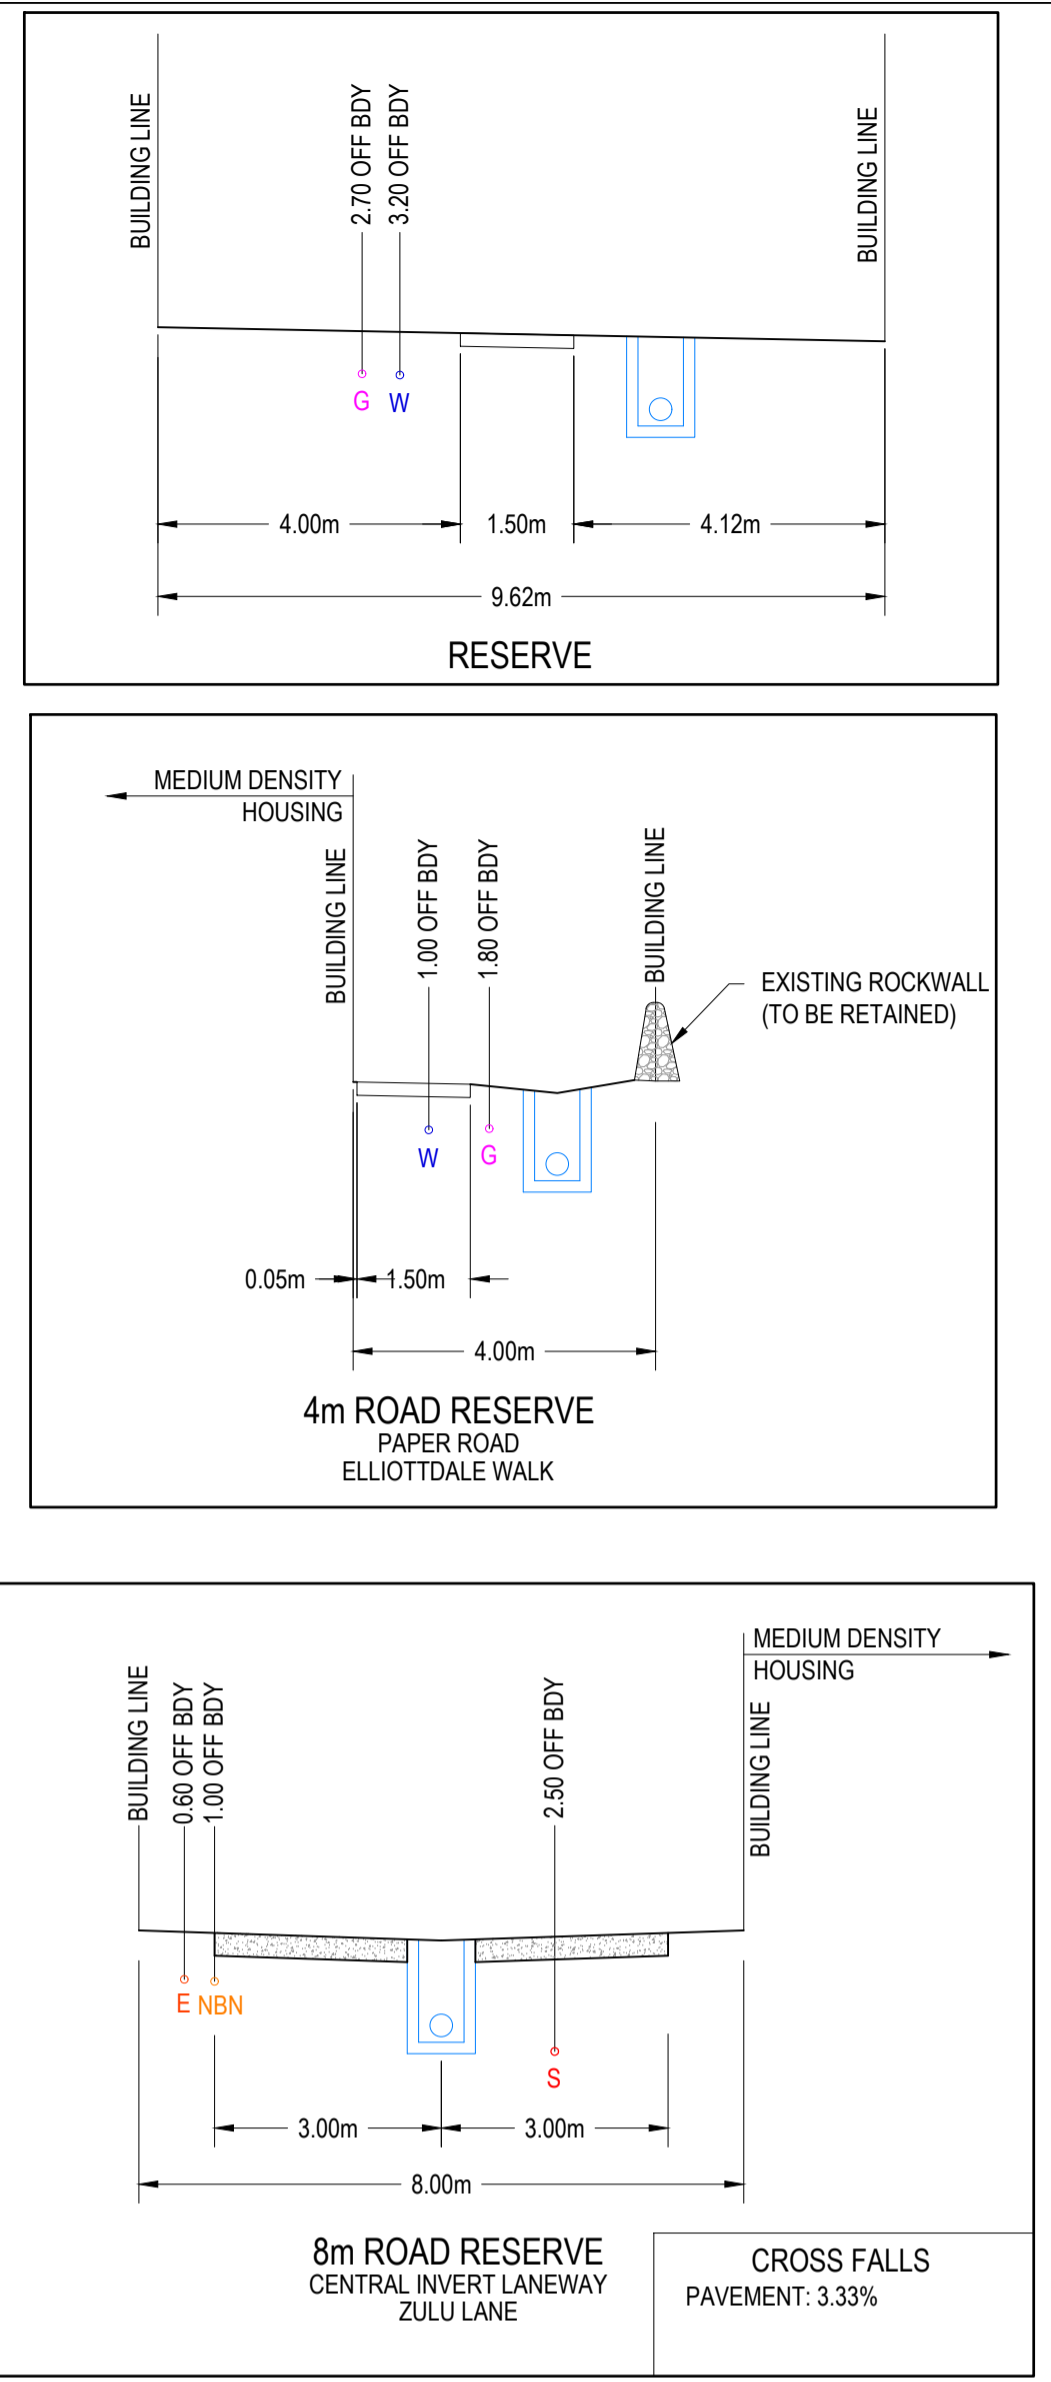 BUILDING LINE
2.70 OFF BDY
3.20 OFF BDY
BUILDING LINE
G
W
4.00m
1.50m
4.12m
9.62m
RESERVE
MEDIUM DENSITY
HOUSING
BUILDING LINE
1.00 OFF BDY
1.80 OFF BDY
BUILDING LINE
EXISTING ROCKWALL
(TO BE RETAINED)
W
G
0.05m
1.50m
4.00m
4m ROAD RESERVE
PAPER ROAD
ELLIOTTDALE WALK
MEDIUM DENSITY
HOUSING
BUILDING LINE
0.60 OFF BDY
1.00 OFF BDY
2.50 OFF BDY
BUILDING LINE
E
NBN
S
3.00m
3.00m
8.00m
8m ROAD RESERVE
CENTRAL INVERT LANEWAY
ZULU LANE
CROSS FALLS
PAVEMENT: 3.33%